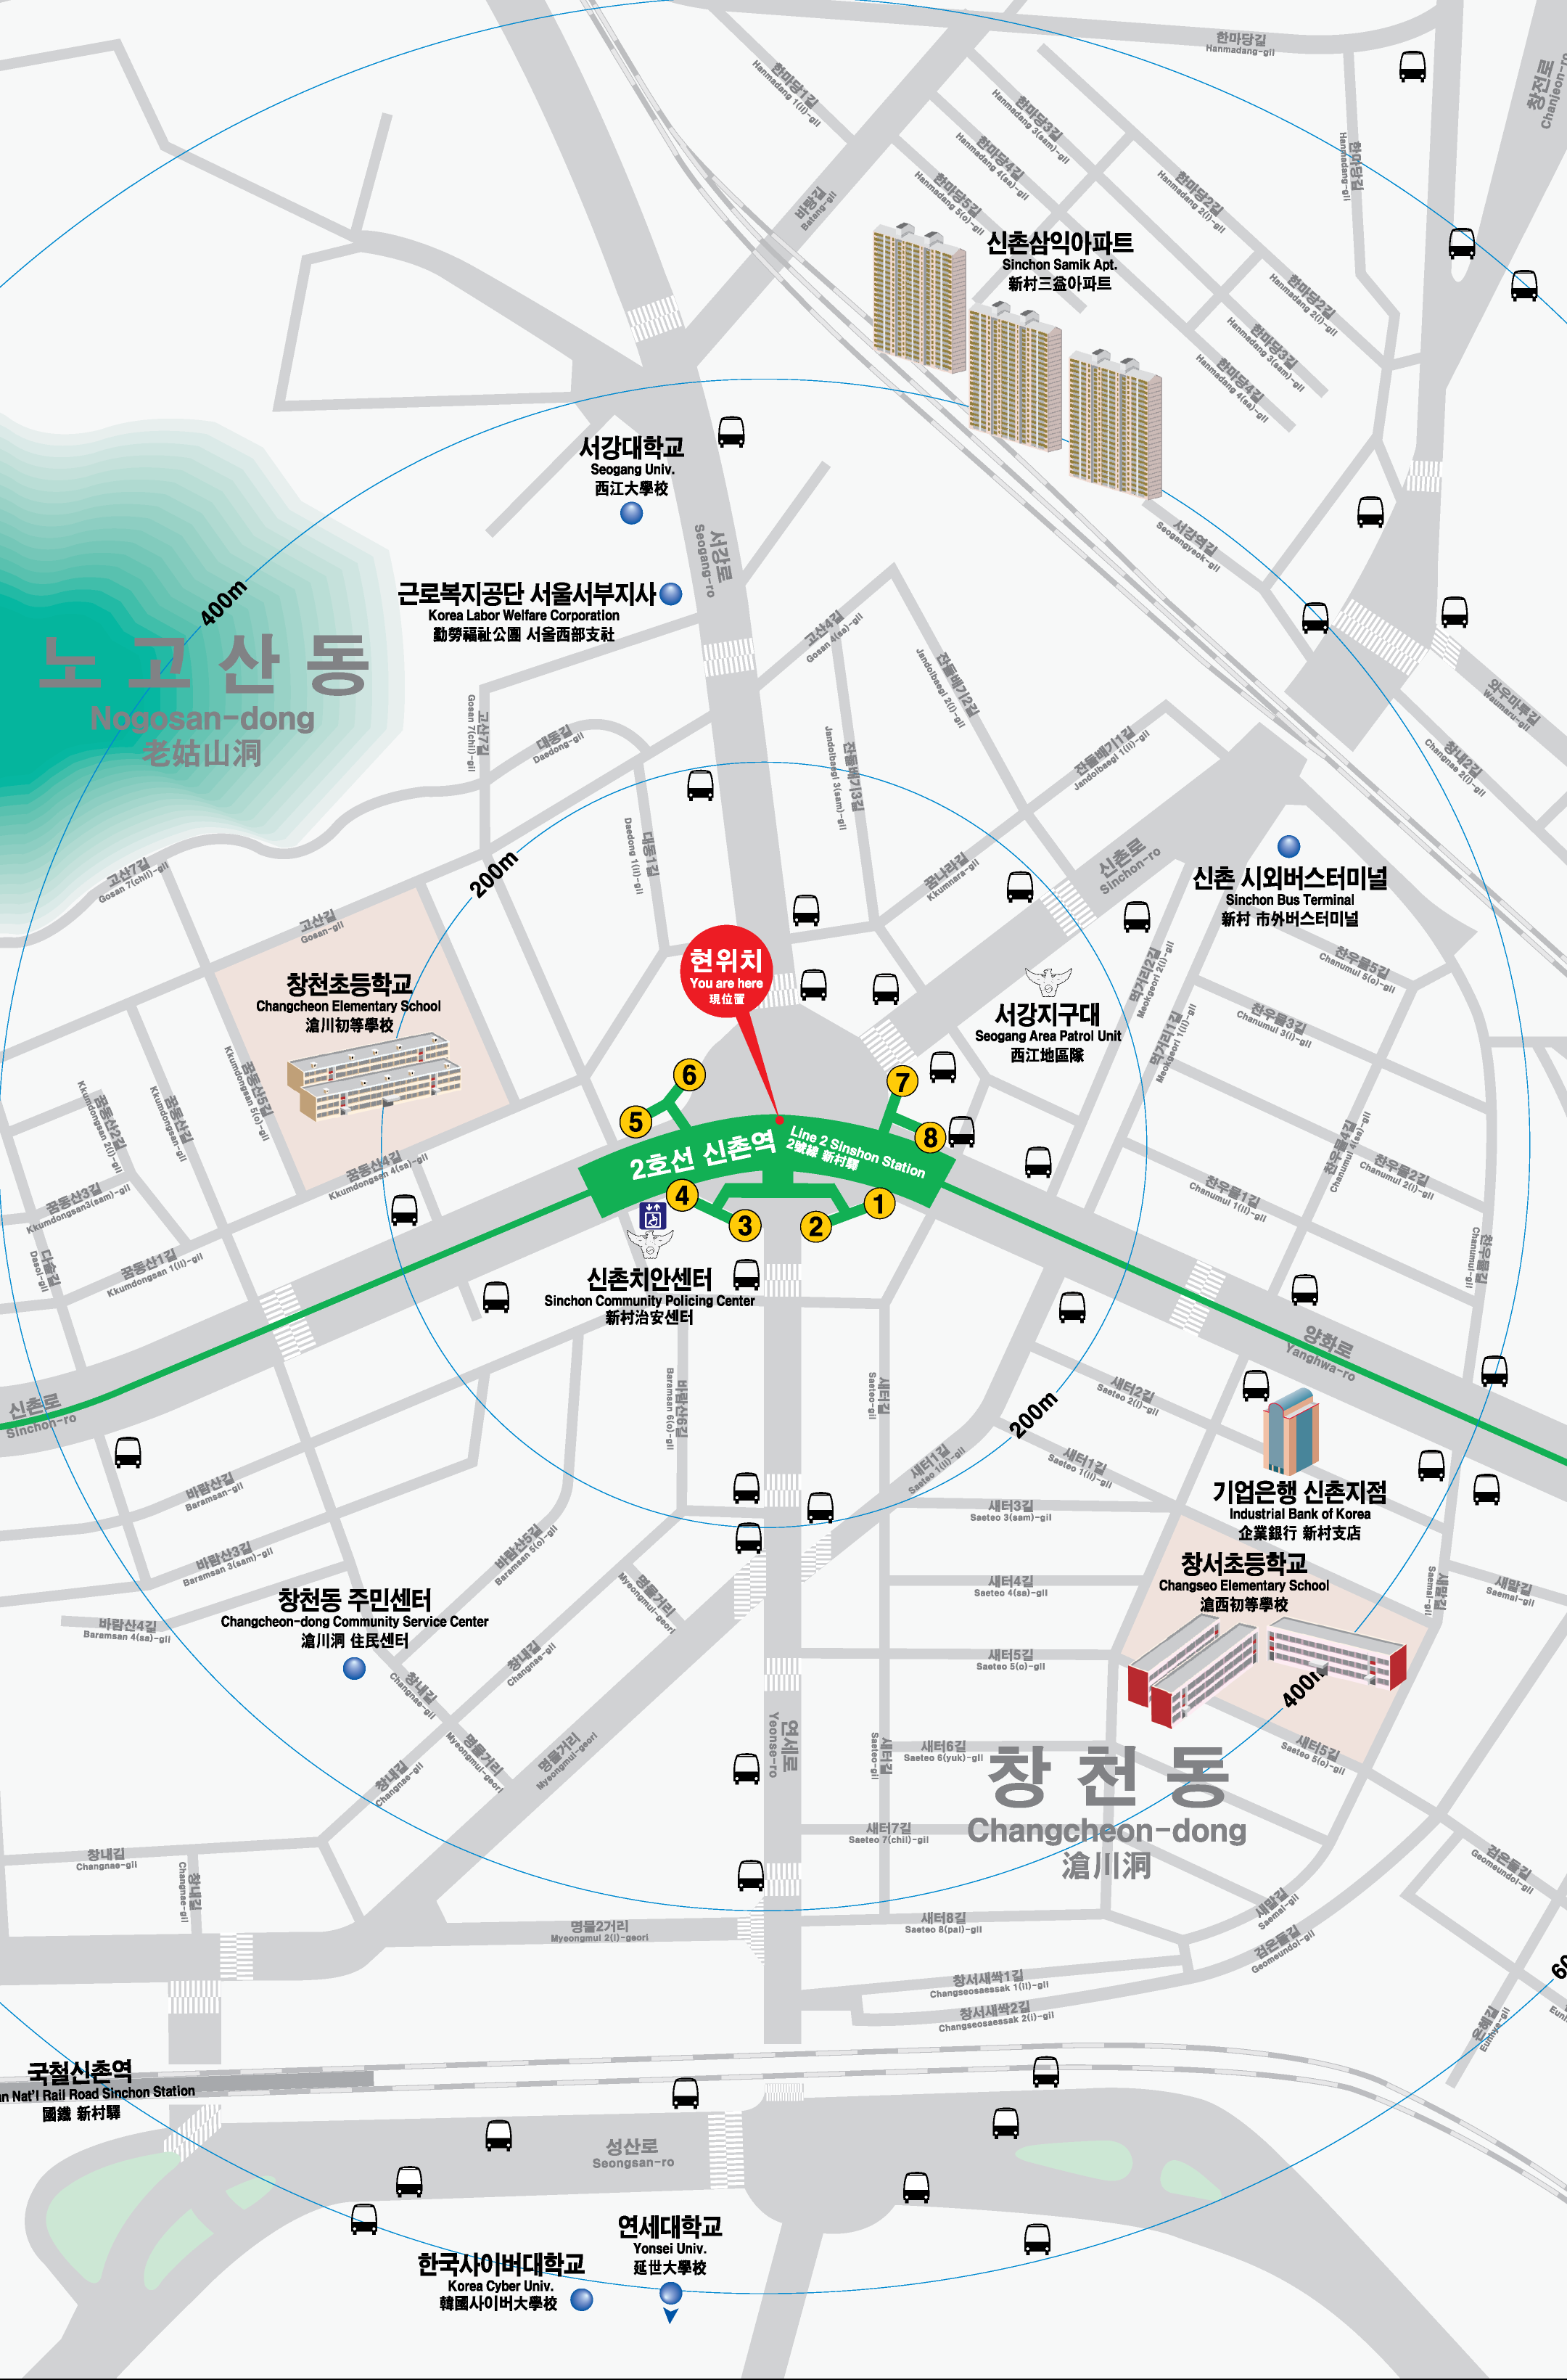 한마당길
Hanmadang-gil
창전로
Chanjeon-ro
한마당1길
Hanmadang 1(il)-gil
한마당3길
Hanmadang 3(sam)-gil
한마당4길
Hanmadang 4(sa)-gil
한마당5길
Hanmadang 5(o)-gil
한마당2길
Hanmadang 2(i)-gil
한마당길
Hanmadang-gil
바탕길
Batang-gil
신촌삼익아파트
Sinchon Samik Apt.
新村三益아파트
한마당2길
Hanmadang 2(i)-gil
한마당3길
Hanmadang 3(sam)-gil
한마당4길
Hanmadang 4(sa)-gil
서강대학교
Seogang Univ.
西江大學校
서강로
Seogang-ro
서강역길
Seogangyeok-gil
400m
근로복지공단 서울서부지사
Korea Labor Welfare Corporation
勤勞福祉公團 서울西部支社
노고산동
Nogosan-dong
老姑山洞
고산4길
Gosan 4(sa)-gil
잔돌배기2길
Jandolbaegi 2(i)-gil
와우마루길
Waumaru-gil
고산7길
Gosan 7(chil)-gil
대동길
Daedong-gil
잔돌배기3길
Jandolbaegi 3(sam)-gil
잔돌배기1길
Jandolbaegi 1(il)-gil
창내2길
Changnae 2(i)-gil
대동1길
Daedong 1(il)-gil
200m
고산7길
Gosan 7(chil)-gil
꿈나라길
Kkumnara-gil
신촌로
Sinchon-ro
신촌 시외버스터미널
Sinchon Bus Terminal
新村 市外버스터미널
고산길
Gosan-gil
현위치
You are here
現位置
창천초등학교
Changcheon Elementary School
滄川初等學校
서강지구대
Seogang Area Patrol Unit
西江地區隊
먹거리2길
Meokgeori 2(i)-gil
먹거리1길
Meokgeori 1(il)-gil
찬우물5길
Chanumul 5(o)-gil
찬우물3길
Chanumul 3(i)-gil
꿈동산2길
Kkumdongsan 2(i)-gil
꿈동산길
Kkumdongsan-gil
꿈동산5길
Kkumdongsan 5(o)-gil
6
5
7
8
2호선 신촌역
Line 2 Sinshon Station
2號線 新村驛
4
3
2
1
꿈동산4길
Kkumdongsan 4(sa)-gil
꿈동산3길
Kkumdongsan3(sam)-gil
꿈동산1길
Kkumdongsan 1(il)-gil
다솔길
Dasol-gil
찬우물4길
Chanumul 4(sa)-gil
찬우물2길
Chanumul 2(i)-gil
찬우물1길
Chanumul 1(il)-gil
찬우물길
Chanumul-gil
신촌치안센터
Sinchon Community Policing Center
新村治安센터
양화로
Yanghwa-ro
신촌로
Sinchon-ro
바람산6길
Baramsan 6(o)-gil
새터길
Saeteo-gil
새터2길
Saeteo 2(i)-gil
200m
새터1길
Saeteo 1(il)-gil
새터1길
Saeteo 1(il)-gil
기업은행 신촌지점
Industrial Bank of Korea
企業銀行 新村支店
바람산길
Baramsan-gil
바람산3길
Baramsan 3(sam)-gil
바람산5길
Baramsan 5(o)-gil
새터3길
Saeteo 3(sam)-gil
새터4길
Saeteo 4(sa)-gil
창서초등학교
Changseo Elementary School
滄西初等學校
새말길
Saemal-gil
새말길
Saemal-gil
명물거리
Myeongmul-geori
창천동 주민센터
Changcheon-dong Community Service Center
滄川洞 住民센터
바람산4길
Baramsan 4(sa)-gil
창내길
Changnae-gil
창내길
Changnae-gil
새터5길
Saeteo 5(o)-gil
400m
명물거리
Myeongmul-geori
명물거리
Myeongmul-geori
연세로
Yeonse-ro
새터길
Saeteo-gil
새터6길
Saeteo 6(yuk)-gil
새터5길
Saeteo 5(o)-gil
창천동
Changcheon-dong
滄川洞
창내길
Changnae-gil
새터7길
Saeteo 7(chil)-gil
창내길
Changnae-gil
창내길
Changnae-gil
검은돌길
Geomeundol-gil
명물2거리
Myeongmul 2(i)-geori
새터8길
Saeteo 8(pal)-gil
새말길
Saemal-gil
검은돌길
Geomeundol-gil
60
창서새싹1길
Changseosaessak 1(il)-gil
창서새싹2길
Changseosaessak 2(i)-gil
은혜길
Eunhye-gil
Eun
국철신촌역
an Nat'l Rail Road Sinchon Station
國鐵 新村驛
성산로
Seongsan-ro
연세대학교
Yonsei Univ.
延世大學校
한국사이버대학교
Korea Cyber Univ.
韓國사이버大學校